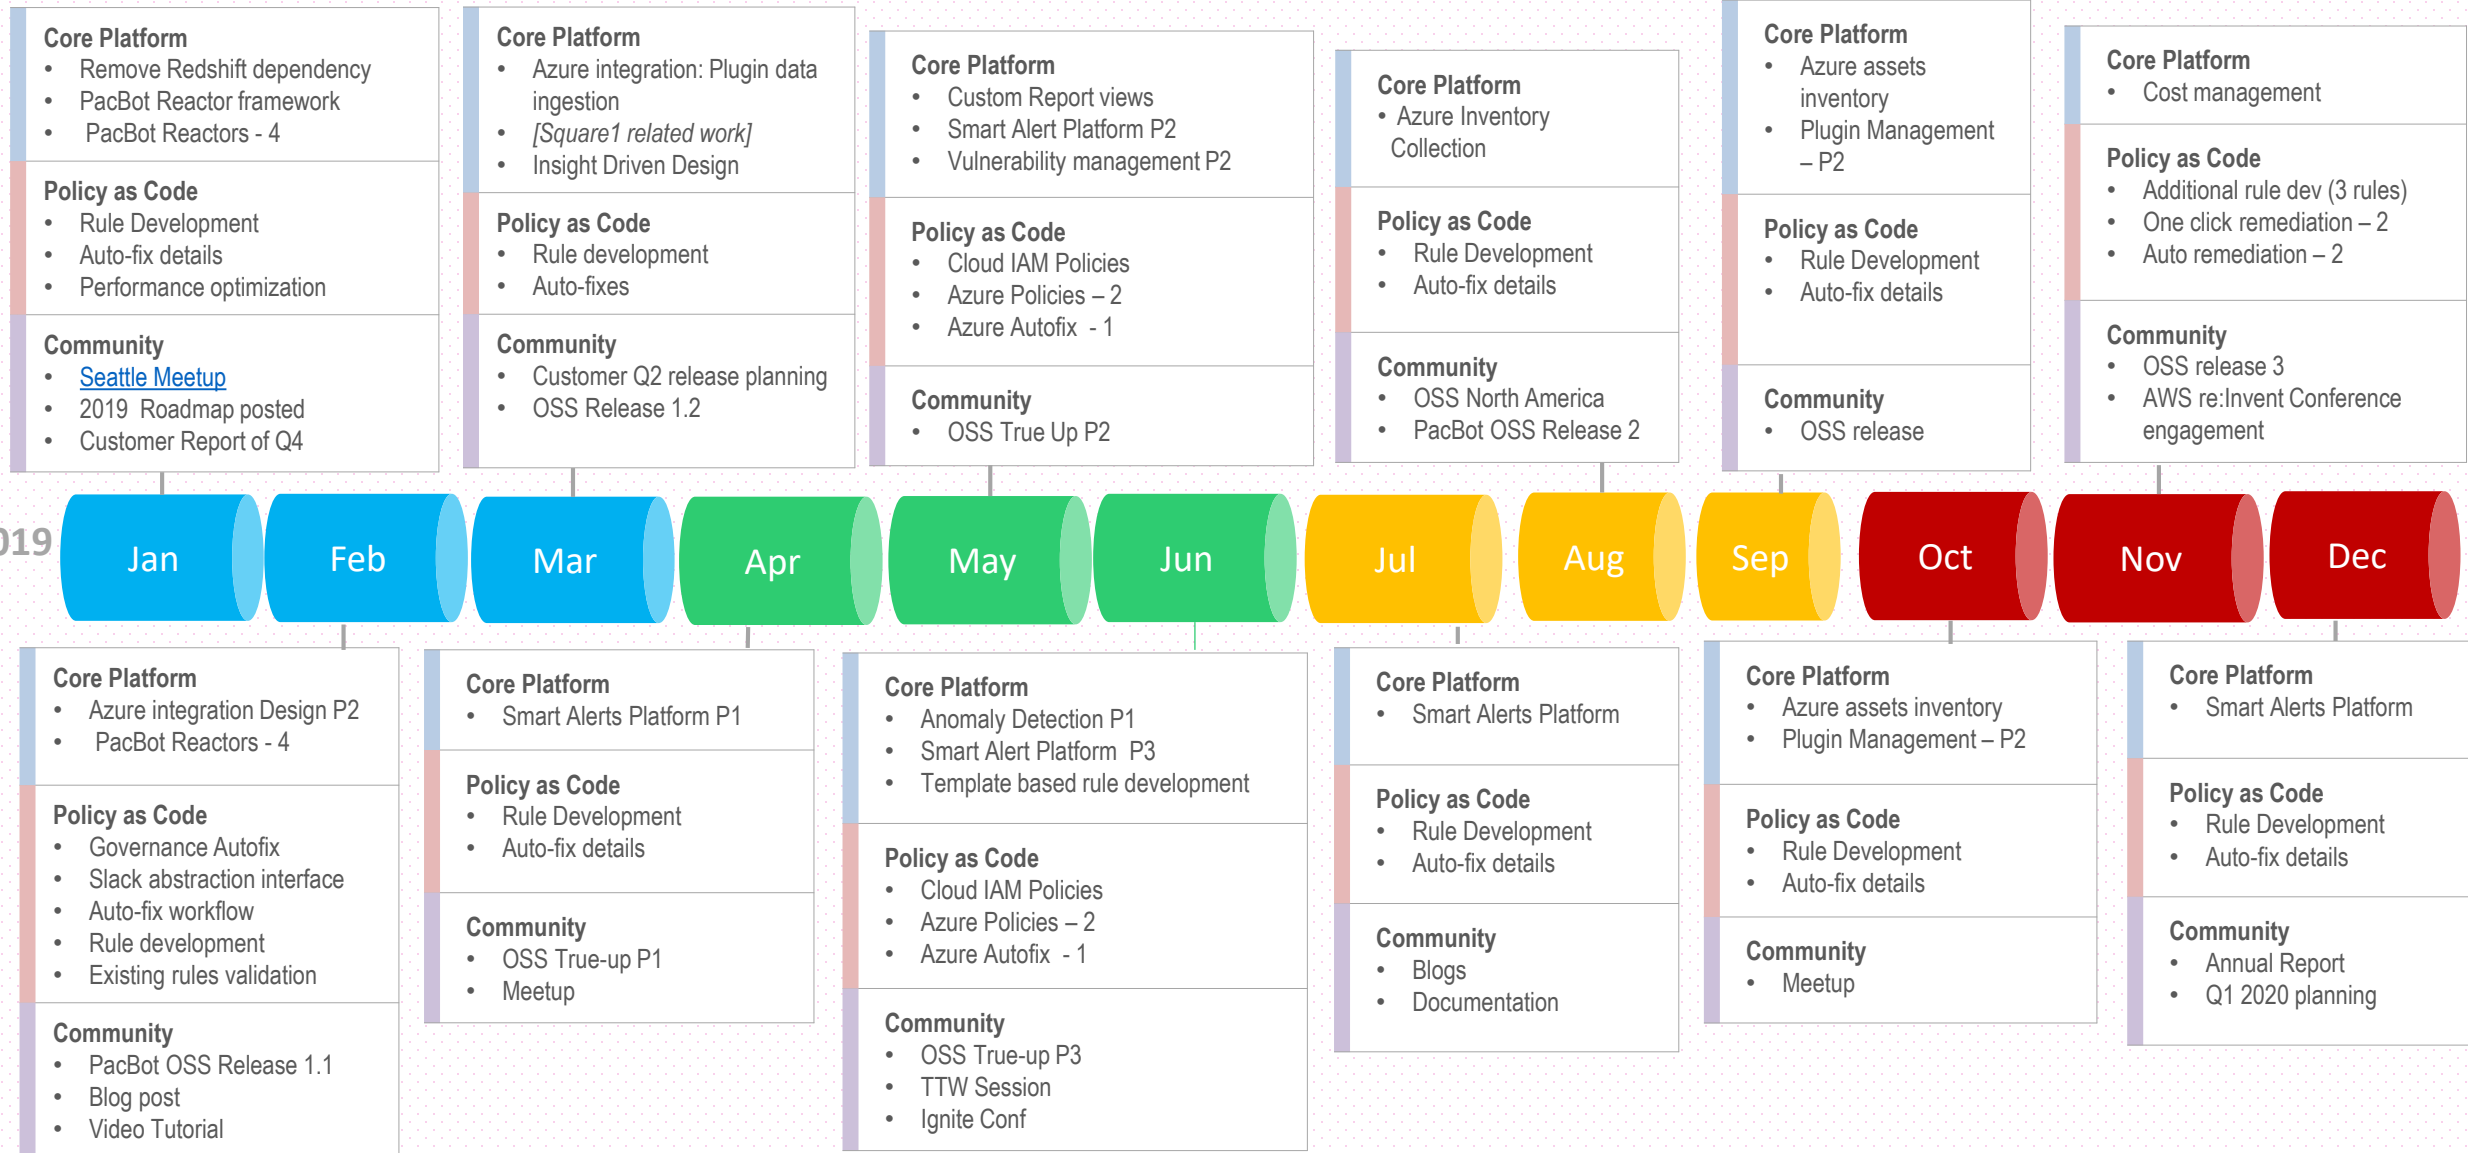 Core Platform
• Remove Redshift dependency
• PacBot Reactor framework
• PacBot Reactors - 4
Policy as Code
• Rule Development
• Auto-fix details
• Performance optimization
Community
• Seattle Meetup
• 2019 Roadmap posted
• Customer Report of Q4
Core Platform
• Azure integration: Plugin data
ingestion
• [Square1 related work]
• Insight Driven Design
Policy as Code
• Rule development
• Auto-fixes
Community
• Customer Q2 release planning
• OSS Release 1.2
Core Platform
• Custom Report views
• Smart Alert Platform P2
• Vulnerability management P2
Policy as Code
• Cloud IAM Policies
• Azure Policies – 2
• Azure Autofix - 1
Community
• OSS True Up P2
Core Platform
• Azure Inventory
Collection
Policy as Code
• Rule Development
• Auto-fix details
Community
• OSS North America
• PacBot OSS Release 2
Core Platform
• Azure assets
inventory
• Plugin Management
– P2
Policy as Code
• Rule Development
• Auto-fix details
Community
• OSS release
Core Platform
• Cost management
Policy as Code
• Additional rule dev (3 rules)
• One click remediation – 2
• Auto remediation – 2
Community
• OSS release 3
• AWS re:Invent Conference
engagement
019
Jan
Feb
Mar
Apr
May
Jun
Jul
Aug
Sep
Oct
Nov
Dec
Core Platform
• Azure integration Design P2
• PacBot Reactors - 4
Policy as Code
• Governance Autofix
• Slack abstraction interface
• Auto-fix workflow
• Rule development
• Existing rules validation
Community
• PacBot OSS Release 1.1
• Blog post
• Video Tutorial
Core Platform
• Smart Alerts Platform P1
Policy as Code
• Rule Development
• Auto-fix details
Community
• OSS True-up P1
• Meetup
Core Platform
• Anomaly Detection P1
• Smart Alert Platform P3
• Template based rule development
Policy as Code
• Cloud IAM Policies
• Azure Policies – 2
• Azure Autofix - 1
Community
• OSS True-up P3
• TTW Session
• Ignite Conf
Core Platform
• Smart Alerts Platform
Policy as Code
• Rule Development
• Auto-fix details
Community
• Blogs
• Documentation
Core Platform
• Azure assets inventory
• Plugin Management – P2
Policy as Code
• Rule Development
• Auto-fix details
Community
• Meetup
Core Platform
• Smart Alerts Platform
Policy as Code
• Rule Development
• Auto-fix details
Community
• Annual Report
• Q1 2020 planning